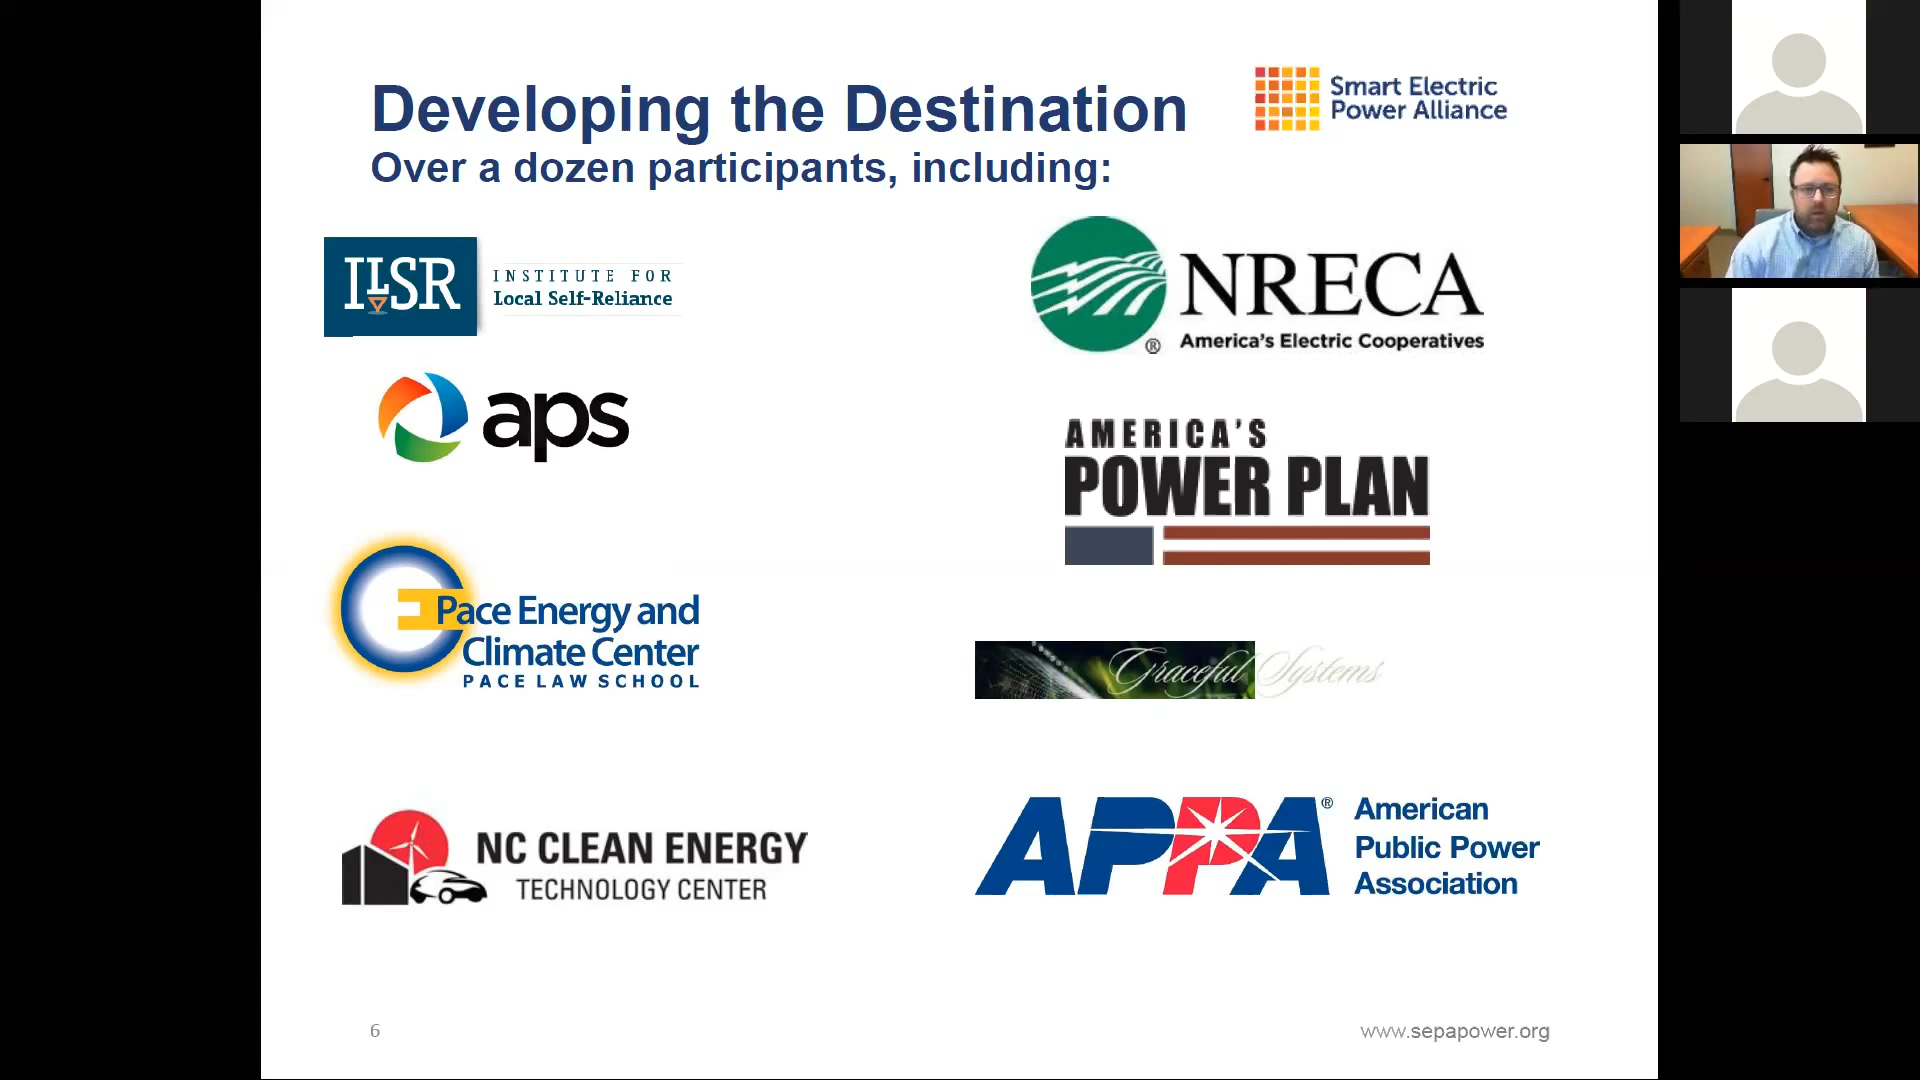 Developing the Destination
Over a dozen participants, including:
Smart Electric
Power Alliance
ILSR
INSTITUTE FOR
Local Self-Reliance
NRECA
®
America's Electric Cooperatives
aps
AMERICA'S
POWER PLAN
Pace Energy and
Climate Center
PACE LAW SCHOOL
Graceful Systems
NC CLEAN ENERGY
TECHNOLOGY CENTER
APPA®
American
Public Power
Association
6
www.sepapower.org